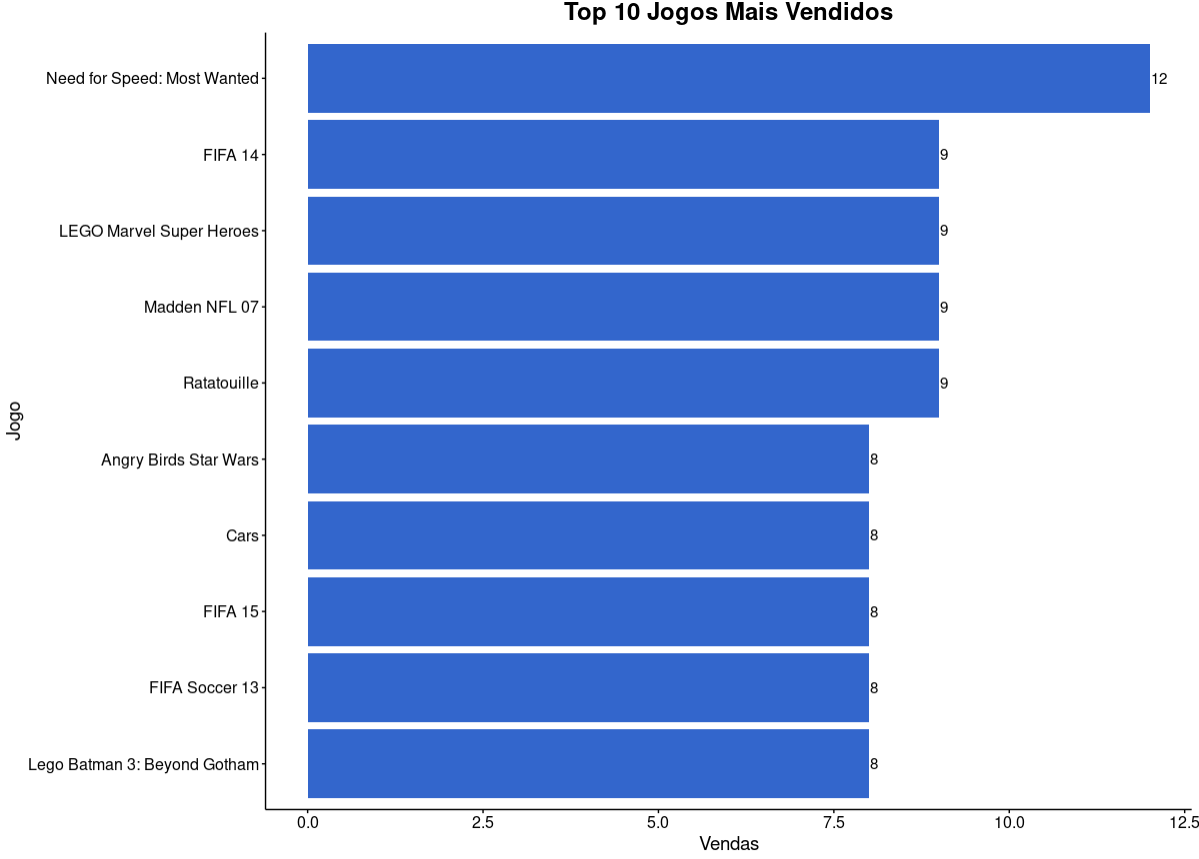 Top 10 Jogos Mais Vendidos
Need for Speed: Most Wanted 12
FIFA 14 9
LEGO Marvel Super Heroes 9
Madden NFL 07 9
Ratatouille 9
Angry Birds Star Wars 8
Cars 8
FIFA 15 8
FIFA Soccer 13 8
Lego Batman 3: Beyond Gotham 8
Jogo
0.0 2.5 5.0 7.5 10.0 12.5
Vendas